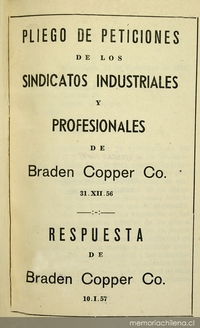 PLIEGO DE PETICIONES
DE LOS
SINDICATOS INDUSTRIALES
Y
PROFESIONALES
DE
Braden Copper Co.
31.XII.56
RESPUESTA
DE
Braden Copper Co.
10.I.57
memoriachilena.cl